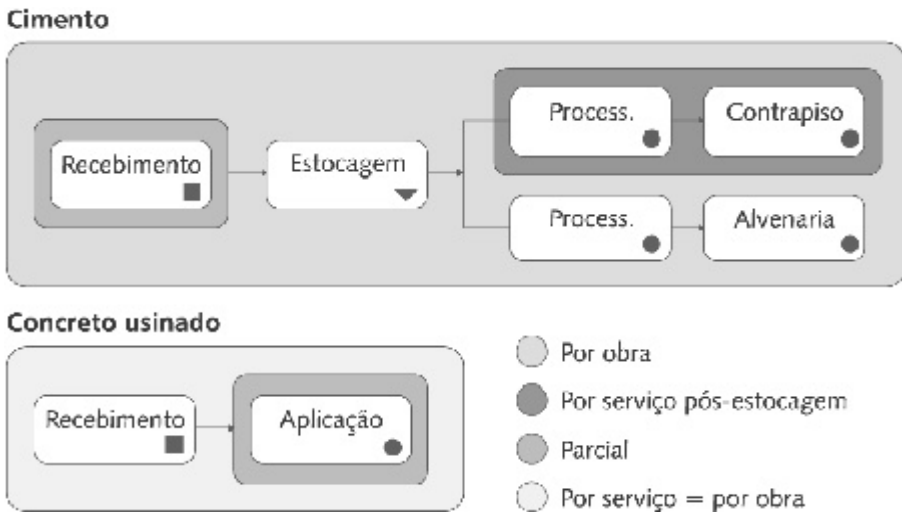 Cimento
Recebimento
Estocagem
Process.
Contrapiso
Process.
Alvenaria
Concreto usinado
Recebimento
Aplicação
Por obra
Por serviço pós-estocagem
Parcial
Por serviço = por obra